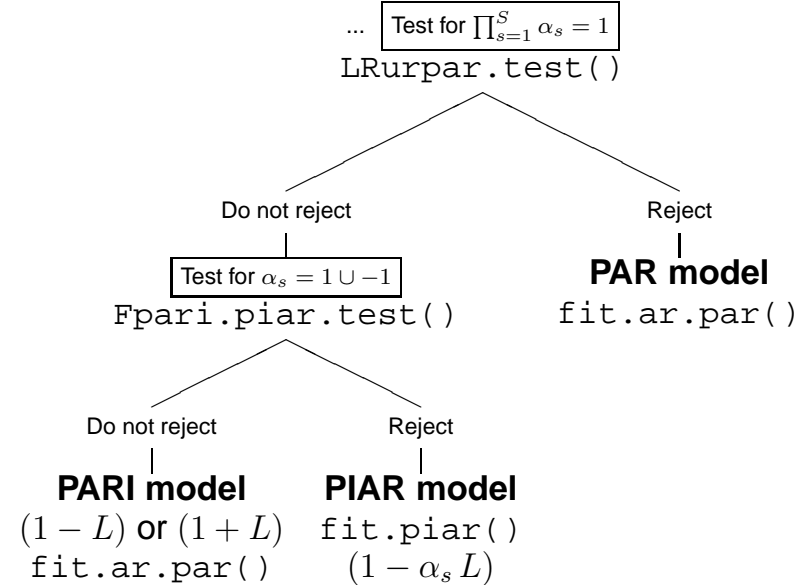 ... Test for ∏_{s=1}^{S} α_s = 1
LRurpar.test()
Do not reject Reject
Test for α_s = 1 ∪ −1
Fpari.piar.test()
PAR model
fit.ar.par()
Do not reject Reject
PARI model PIAR model
(1 − L) or (1 + L) fit.piar()
fit.ar.par() (1 − α_s L)